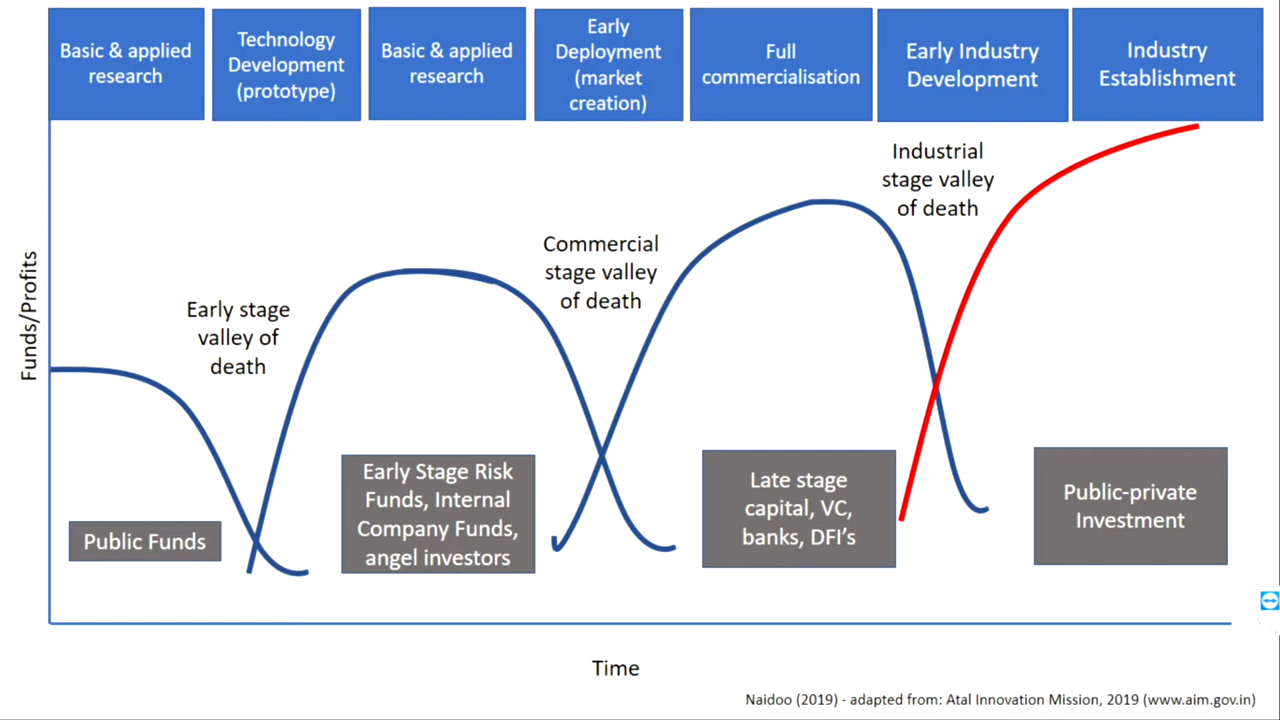 Basic & applied
research
Technology
Development
(prototype)
Basic & applied
research
Early
Deployment
(market
creation)
Full
commercialisation
Early Industry
Development
Industry
Establishment
Industrial
stage valley
of death
Commercial
stage valley
of death
Early stage
valley of
death
Funds/Profits
Public Funds
Early Stage Risk
Funds, Internal
Company Funds,
angel investors
Late stage
capital, VC,
banks, DFI’s
Public-private
Investment
Time
Naidoo (2019) - adapted from: Atal Innovation Mission, 2019 (www.aim.gov.in)